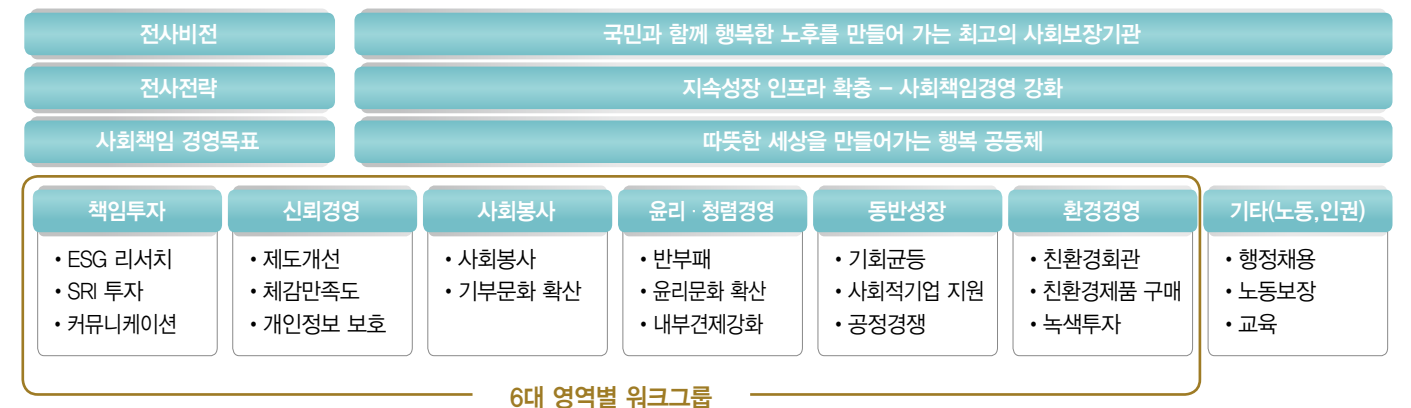 전사비전
국민과 함께 행복한 노후를 만들어 가는 최고의 사회보장기관
전사전략
지속성장 인프라 확충 – 사회책임경영 강화
사회책임 경영목표
따뜻한 세상을 만들어가는 행복 공동체
책임투자
• ESG 리서치
• SRI 투자
• 커뮤니케이션
신뢰경영
• 제도개선
• 체감만족도
• 개인정보 보호
사회봉사
• 사회봉사
• 기부문화 확산
윤리 · 청렴경영
• 반부패
• 윤리문화 확산
• 내부견제강화
동반성장
• 기회균등
• 사회적기업 지원
• 공정경쟁
환경경영
• 친환경회관
• 친환경제품 구매
• 녹색투자
기타(노동,인권)
• 행정채용
• 노동보장
• 교육
6대 영역별 워크그룹